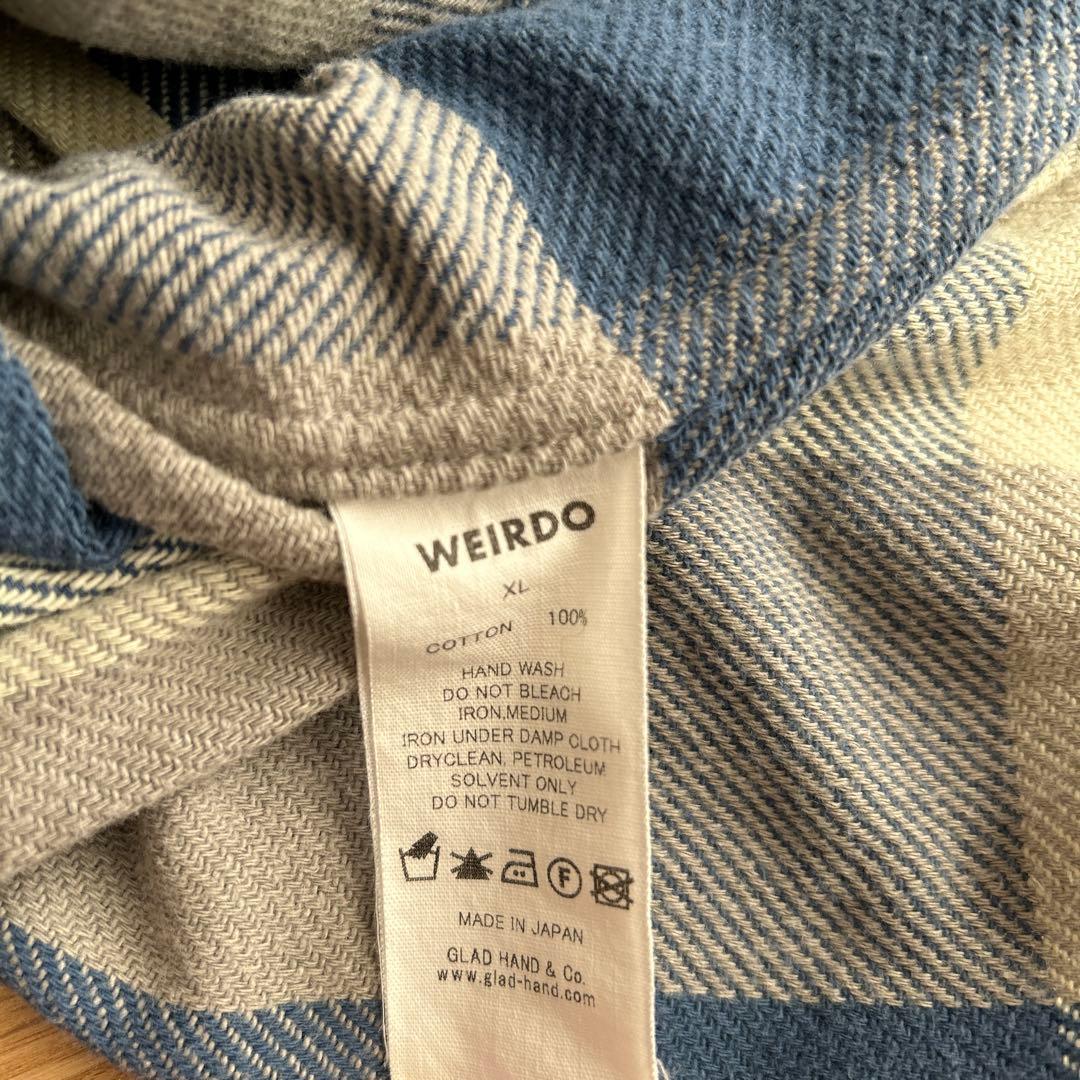 WEIRDO
XL
COTTON 100%
HAND WASH
DO NOT BLEACH
IRON,MEDIUM
IRON UNDER DAMP CLOTH
DRYCLEAN, PETROLEUM
SOLVENT ONLY
DO NOT TUMBLE DRY
F
MADE IN JAPAN
GLAD HAND & Co.
www.glad-hand.com